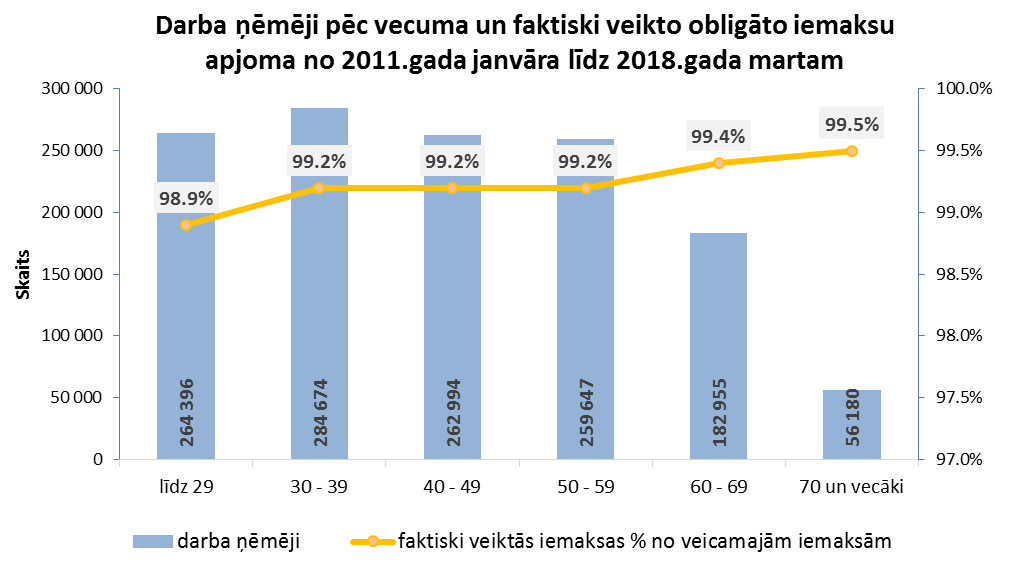 Darba ņēmēji pēc vecuma un faktiski veikto obligāto iemaksu
apjoma no 2011.gada janvāra līdz 2018.gada martam
300 000
250 000
200 000
150 000
100 000
50 000
0
Skaits
100.0%
99.5%
99.0%
98.5%
98.0%
97.5%
97.0%
98.9%
99.2%
99.2%
99.2%
99.4%
99.5%
264 396
284 674
262 994
259 647
182 955
56 180
līdz 29
30 - 39
40 - 49
50 - 59
60 - 69
70 un vecāki
darba ņēmēji
faktiski veiktās iemaksas % no veicamajām iemaksām